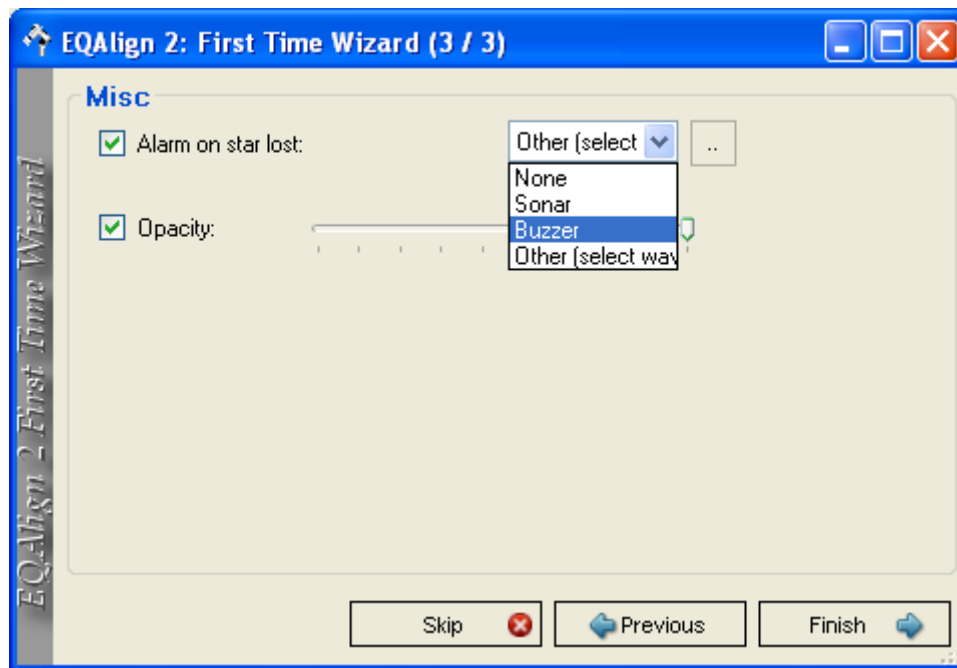 EQAlign 2: First Time Wizard (3 / 3)
EQAlign 2 First Time Wizard
Misc
Alarm on star lost:
Other (select
..
None
Sonar
Buzzer
Other (select wav
Opacity:
Skip
Previous
Finish